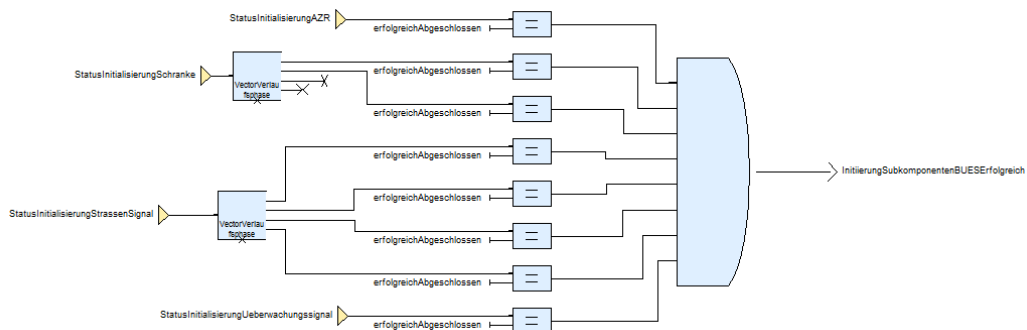 StatusInitialisierungAZR
erfolgreichAbgeschlossen
=
StatusInitialisierungSchranke
VectorVerlau
fsphase
erfolgreichAbgeschlossen
=
erfolgreichAbgeschlossen
=
erfolgreichAbgeschlossen
=
InitiierungSubkomponentenBUESErfolgreich
erfolgreichAbgeschlossen
=
StatusInitialisierungStrassenSignal
VectorVerlau
fsphase
erfolgreichAbgeschlossen
=
erfolgreichAbgeschlossen
=
StatusInitialisierungUeberwachungssignal
erfolgreichAbgeschlossen
=